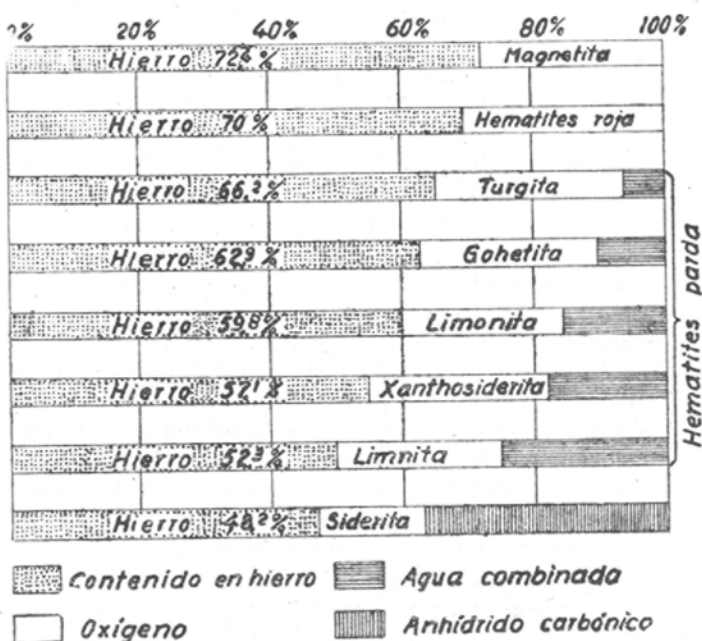 0% 20% 40% 60% 80% 100%
Hierro 72,4 % Magnetita
Hierro 70 % Hematites roja
Hierro 66,2 % Turgita
Hierro 62,9 % Gohetita
Hierro 59,8 % Limonita
Hierro 57,1 % Xanthosiderita
Hierro 52,3 % Limnita
Hierro 48,2 % Siderita
Hematites parda
Contenido en hierro Agua combinada
Oxígeno Anhídrido carbónico